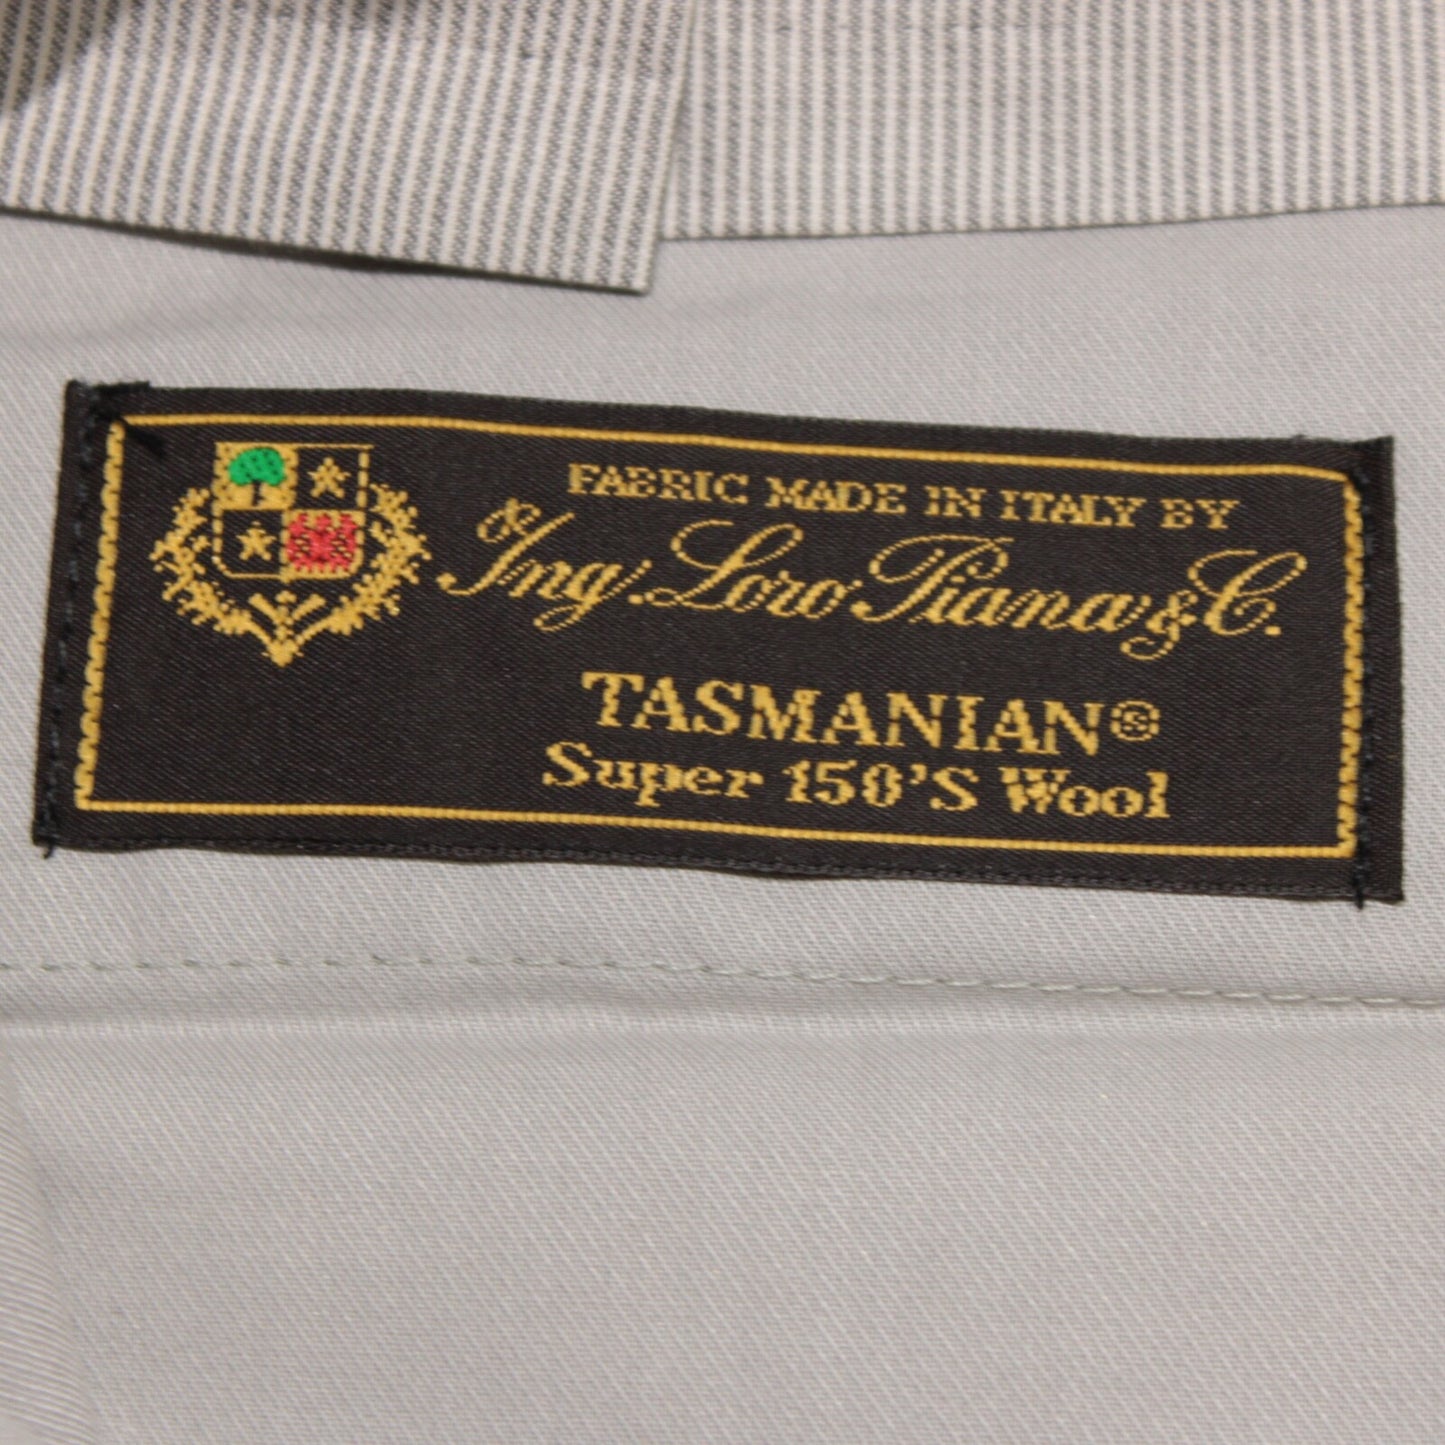 FABRIC MADE IN ITALY BY
Ing. Loro Piana & C.
TASMANIAN®
Super 150'S Wool